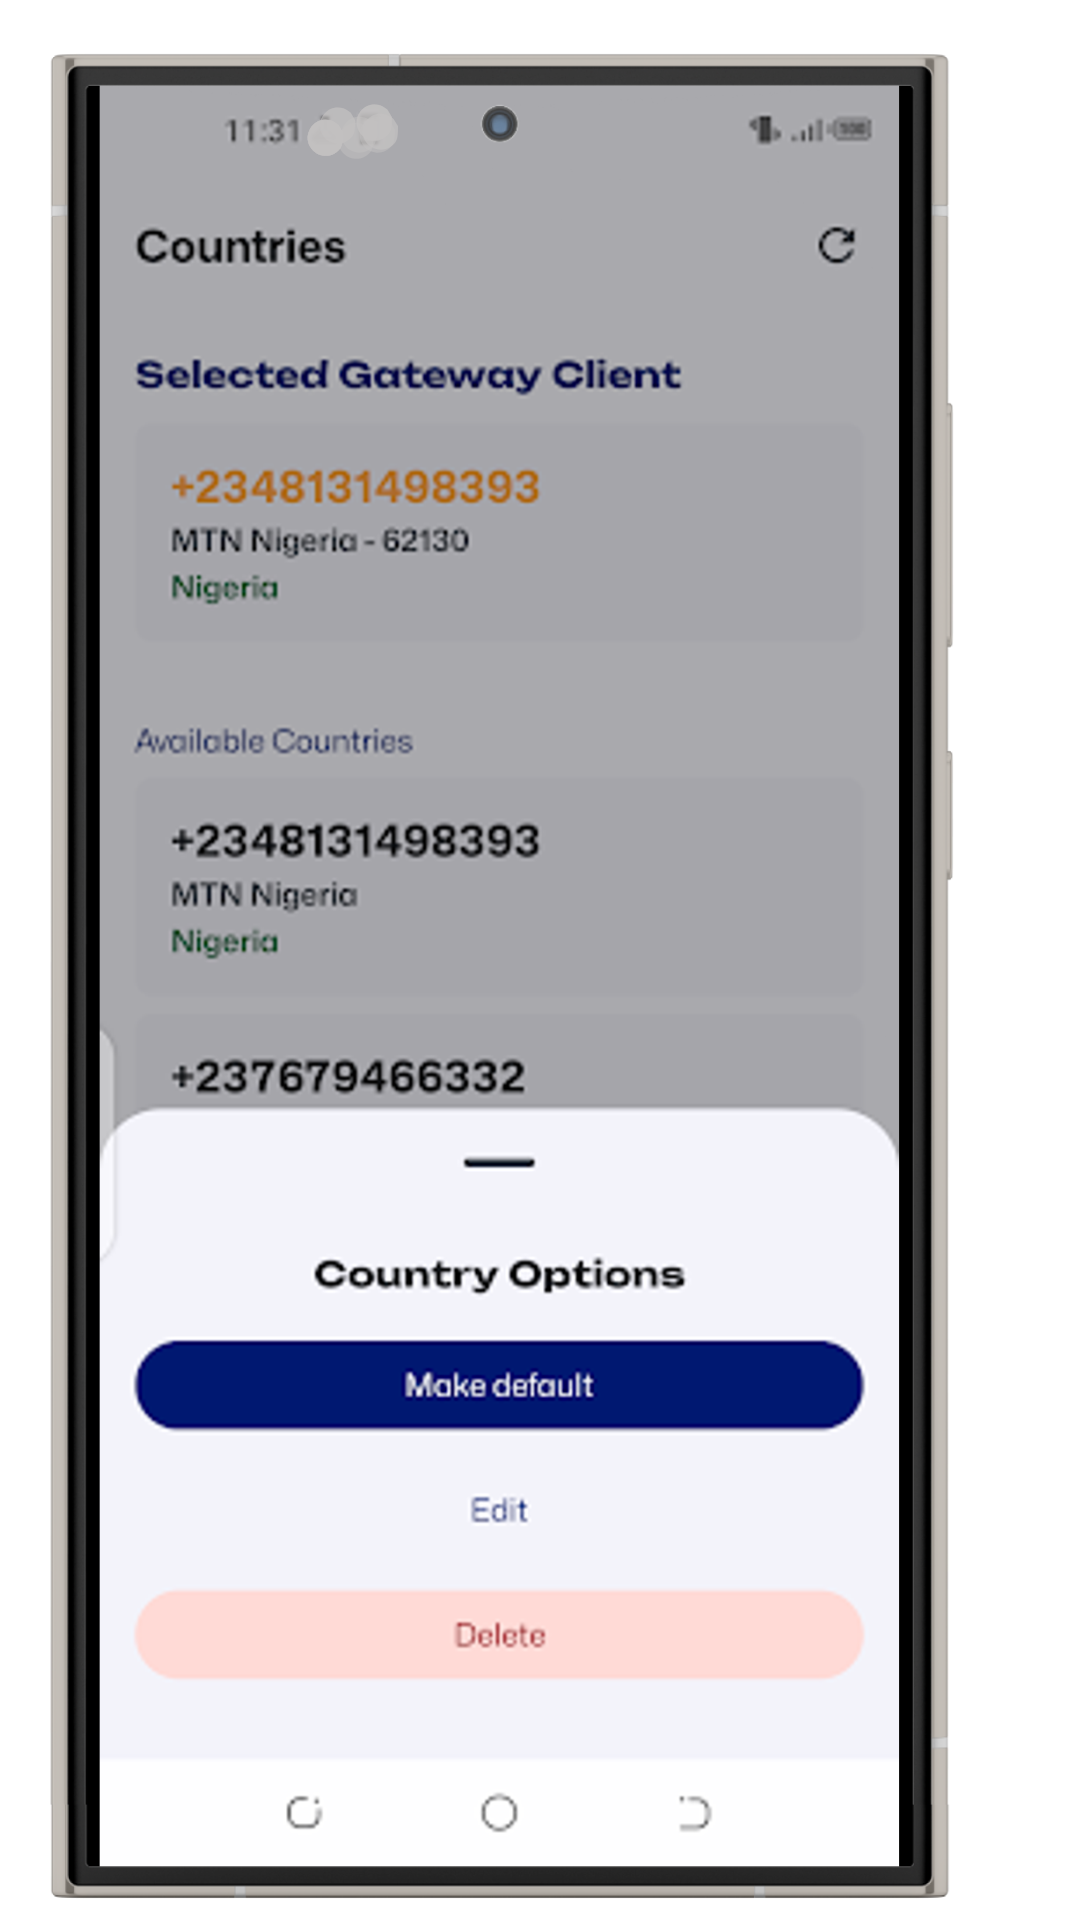 11:31
Countries
Selected Gateway Client
+2348131498393
MTN Nigeria - 62130
Nigeria
Available Countries
+2348131498393
MTN Nigeria
Nigeria
+237679466332
Country Options
Make default
Edit
Delete